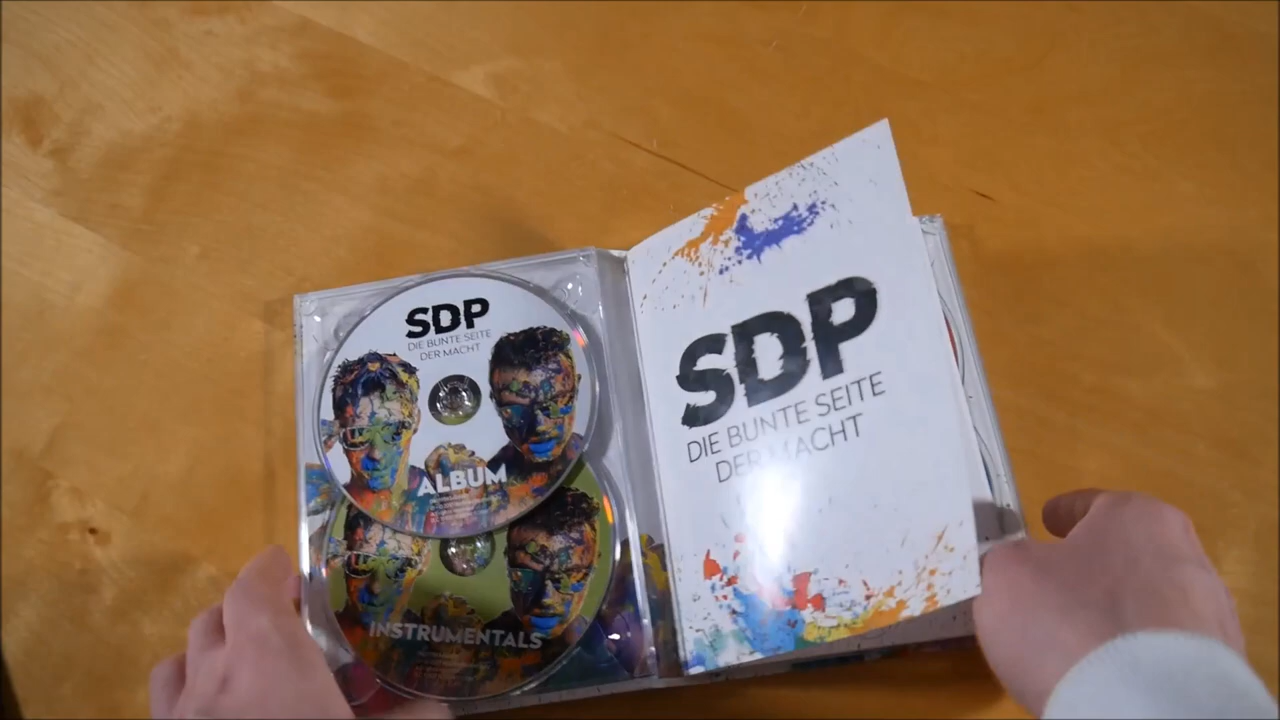 SDP
DIE BUNTE SEITE
DER MACHT
ALBUM
INSTRUMENTALS
SDP
DIE BUNTE SEITE
DER MACHT